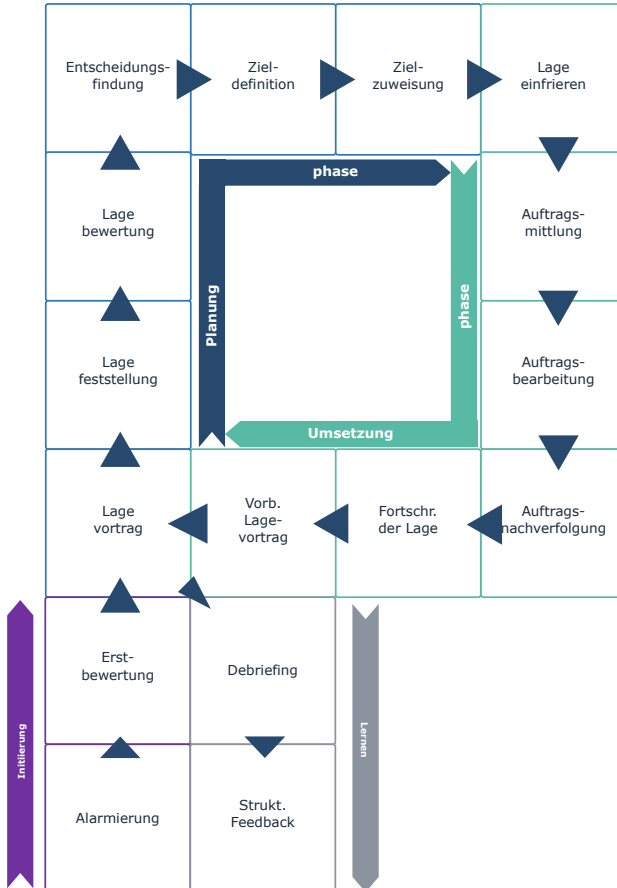 Entscheidungs-
findung
Ziel-
definition
Ziel-
zuweisung
Lage
einfrieren
phase
Lage
bewertung
Auftrags-
mittlung
Planung
phase
Lage
feststellung
Auftrags-
bearbeitung
Umsetzung
Lage
vortrag
Vorb.
Lage-
vortrag
Fortschr.
der Lage
Auftrags-
nachverfolgung
Erst-
bewertung
Debriefing
Initiierung
Lernen
Alarmierung
Strukt.
Feedback